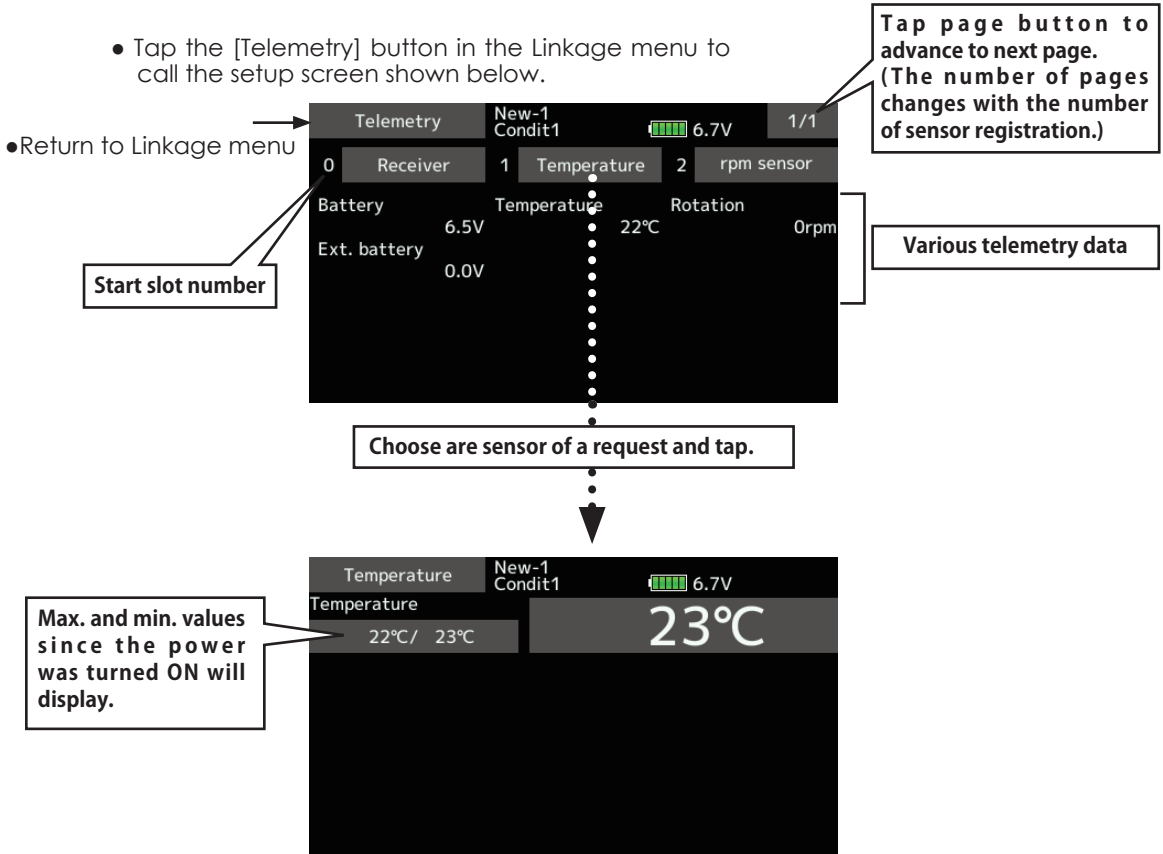 ● Tap the [Telemetry] button in the Linkage menu to
call the setup screen shown below.
Tap page button to
advance to next page.
(The number of pages
changes with the number
of sensor registration.)
●Return to Linkage menu
Telemetry
New-1
Condit1
6.7V
1/1
0 Receiver 1 Temperature 2 rpm sensor
Battery Temperature Rotation
6.5V 22℃ 0rpm
Ext. battery
0.0V
Start slot number
Various telemetry data
Choose are sensor of a request and tap.
Temperature
New-1
Condit1
6.7V
Temperature
22℃/ 23℃
23℃
Max. and min. values
since the power
was turned ON will
display.